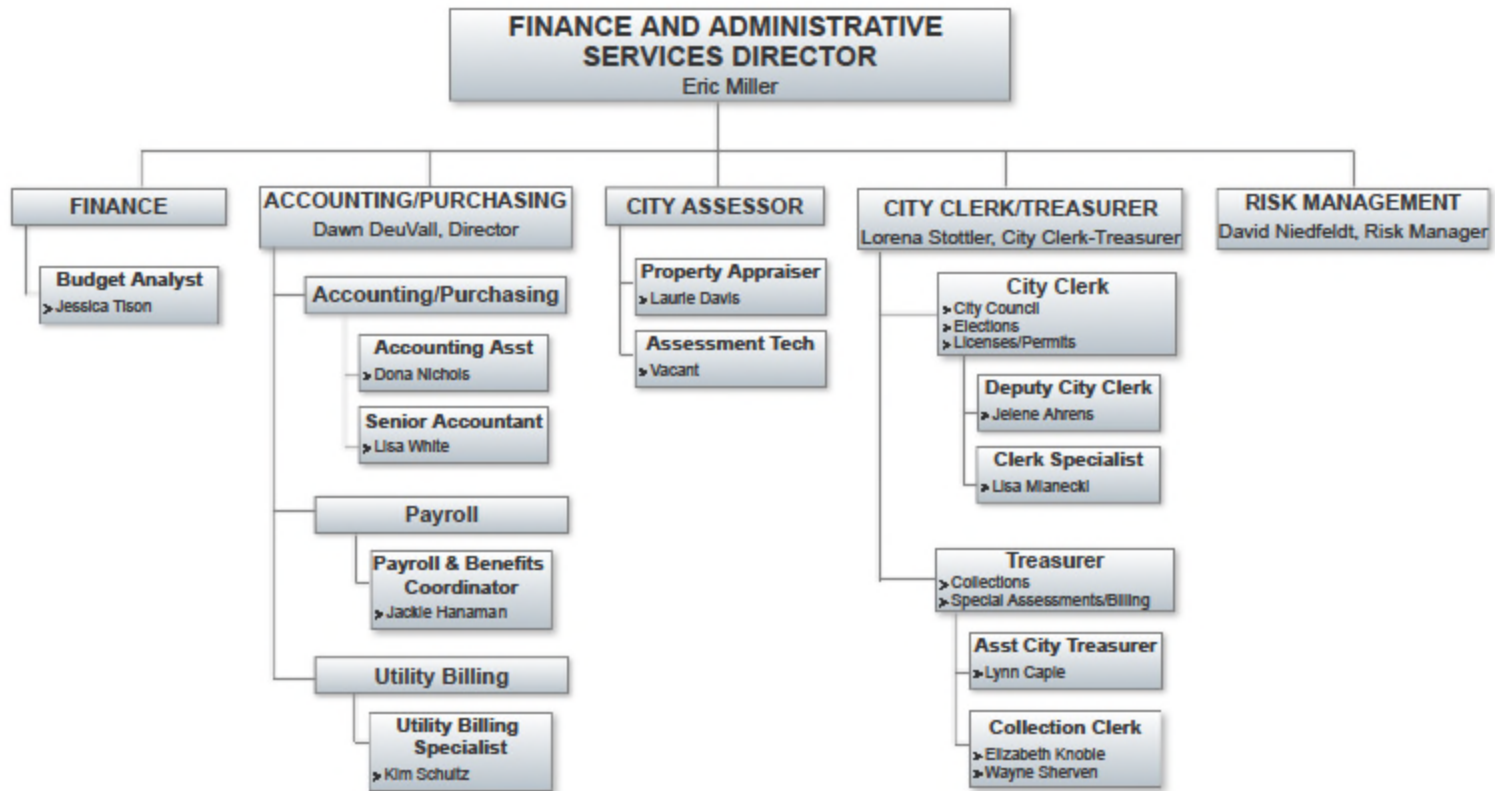 FINANCE AND ADMINISTRATIVE
SERVICES DIRECTOR
Eric Miller
FINANCE
Budget Analyst
➢Jessica Tison
ACCOUNTING/PURCHASING
Dawn DeuVall, Director
Accounting/Purchasing
Accounting Asst
➢Dona Nichols
Senior Accountant
➢Lisa White
Payroll
Payroll & Benefits
Coordinator
➢Jackie Hanaman
Utility Billing
Utility Billing
Specialist
➢Kim Schultz
CITY ASSESSOR
Property Appraiser
➢Laurie Davis
Assessment Tech
➢Vacant
CITY CLERK/TREASURER
Lorena Stottler, City Clerk-Treasurer
City Clerk
➢City Council
➢Elections
➢Licenses/Permits
Deputy City Clerk
➢Jelene Ahrens
Clerk Specialist
➢Lisa Mianecki
Treasurer
➢Collections
➢Special Assessments/Billing
Asst City Treasurer
➢Lynn Caple
Collection Clerk
➢Elizabeth Knoble
➢Wayne Sherven
RISK MANAGEMENT
David Niedfeldt, Risk Manager